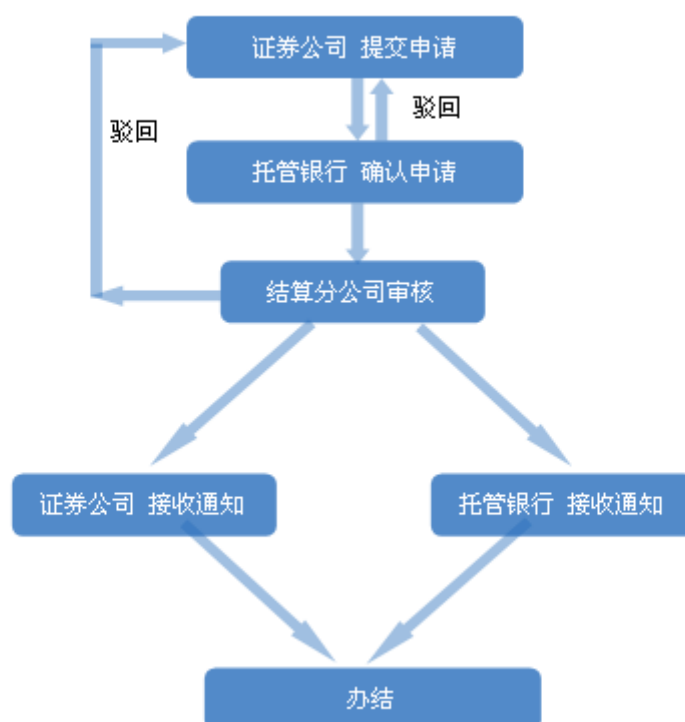 证券公司 提交申请
驳回
驳回
托管银行 确认申请
结算分公司审核
证券公司 接收通知
托管银行 接收通知
办结